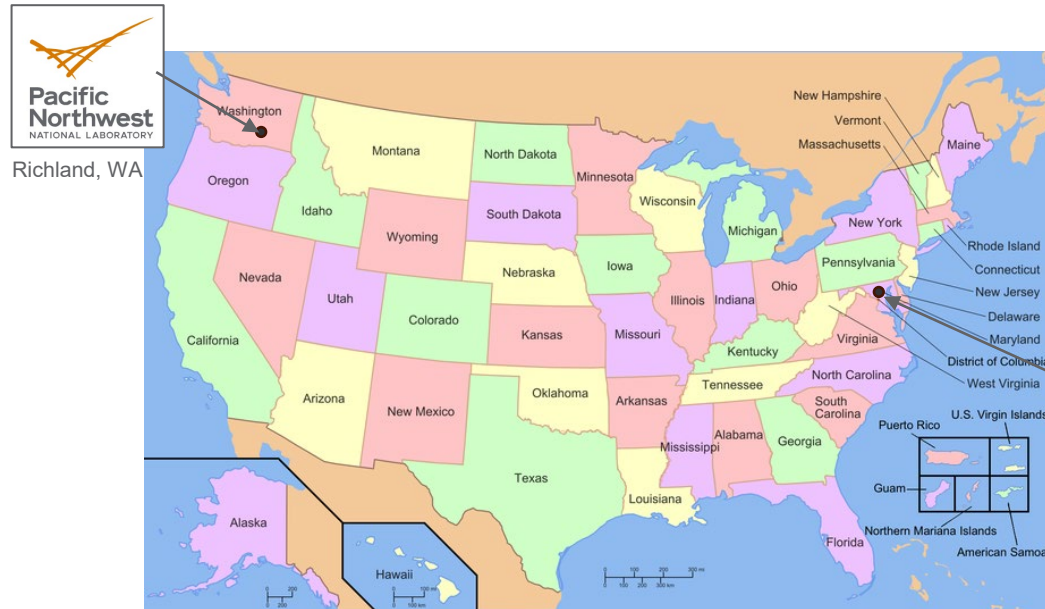 Pacific
Northwest
NATIONAL LABORATORY
Richland, WA
Washington
Oregon
California
Nevada
Idaho
Montana
Wyoming
Utah
Arizona
Colorado
New Mexico
North Dakota
South Dakota
Nebraska
Kansas
Oklahoma
Texas
Minnesota
Iowa
Missouri
Arkansas
Louisiana
Wisconsin
Illinois
Michigan
Indiana
Ohio
Kentucky
Tennessee
Mississippi
Alabama
Georgia
Florida
South
Carolina
North Carolina
Virginia
Pennsylvania
New York
Maine
New Hampshire
Vermont
Massachusetts
Rhode Island
Connecticut
New Jersey
Delaware
Maryland
District of Columbia
West Virginia
U.S. Virgin Islands
Puerto Rico
Guam
Northern Mariana Islands
American Samoa
Alaska
Hawaii